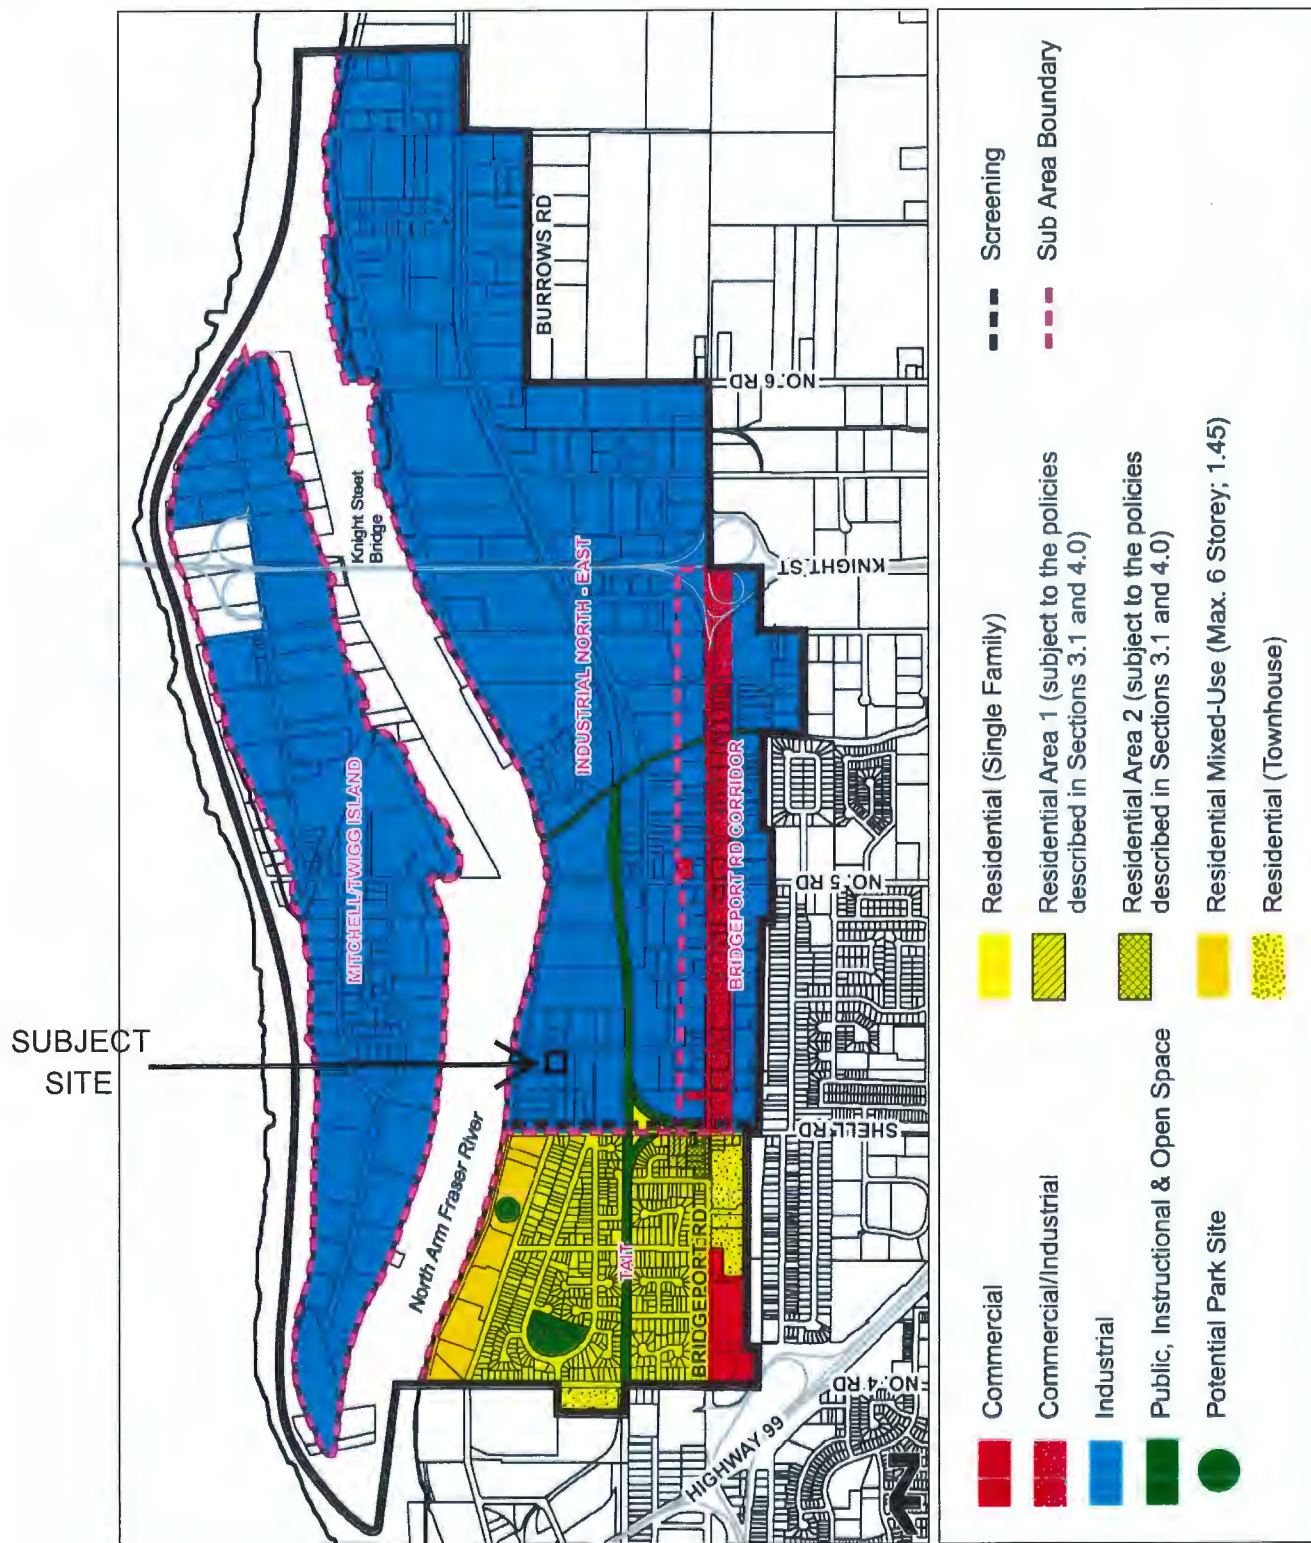 SUBJECT
SITE
MITCHELL/TWIGG ISLAND
Knight Steet
Bridge
North Arm Fraser River
INDUSTRIAL NORTH - EAST
BURROWS RD
NO. 6 RD
KNIGHT ST
BRIDGEPORT RD CORRIDOR
NO. 5 RD
SHELL RD
TAIT
BRIDGEPORT RD
NO. 4 RD
HIGHWAY 99
N
Commercial
Commercial/Industrial
Industrial
Public, Instructional & Open Space
Potential Park Site
Residential (Single Family)
Residential Area 1 (subject to the policies
described in Sections 3.1 and 4.0)
Residential Area 2 (subject to the policies
described in Sections 3.1 and 4.0)
Residential Mixed-Use (Max. 6 Storey; 1.45)
Residential (Townhouse)
Screening
Sub Area Boundary